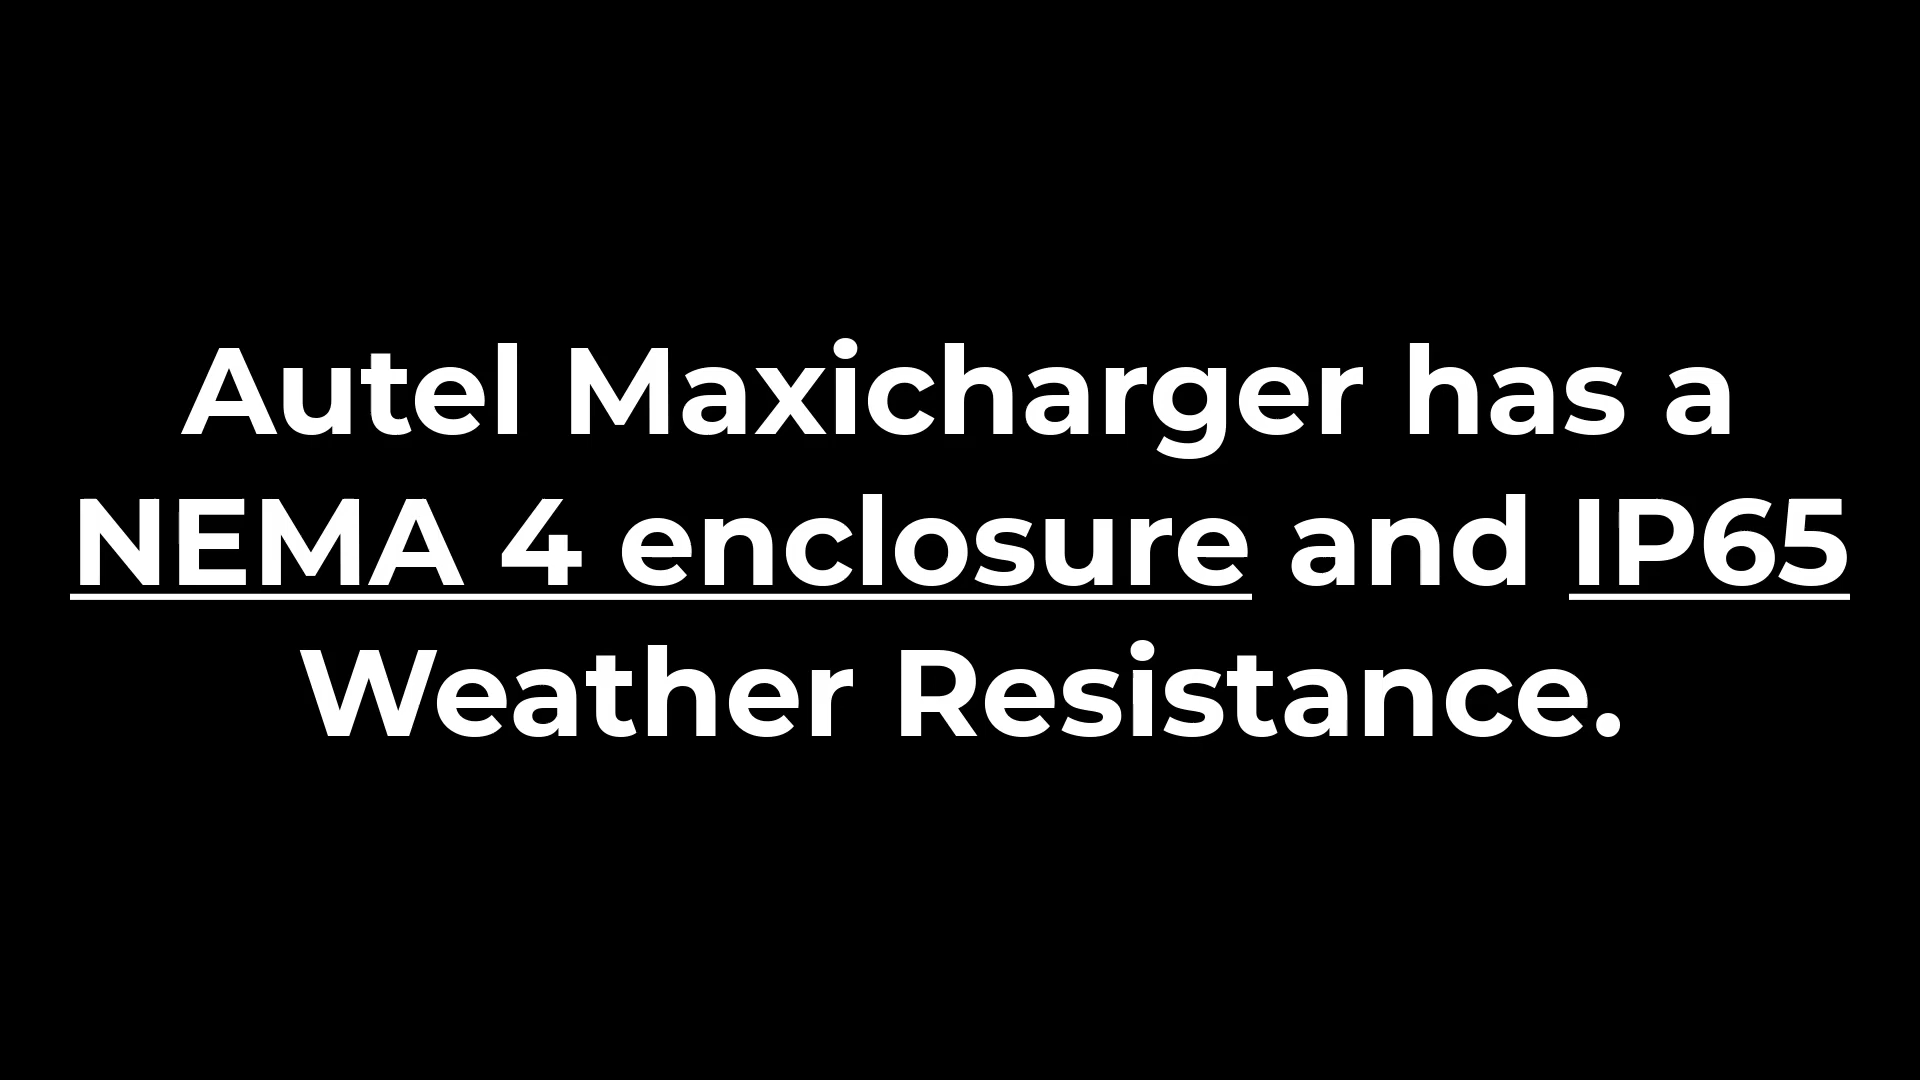 Autel Maxicharger has a
NEMA 4 enclosure and IP65
Weather Resistance.